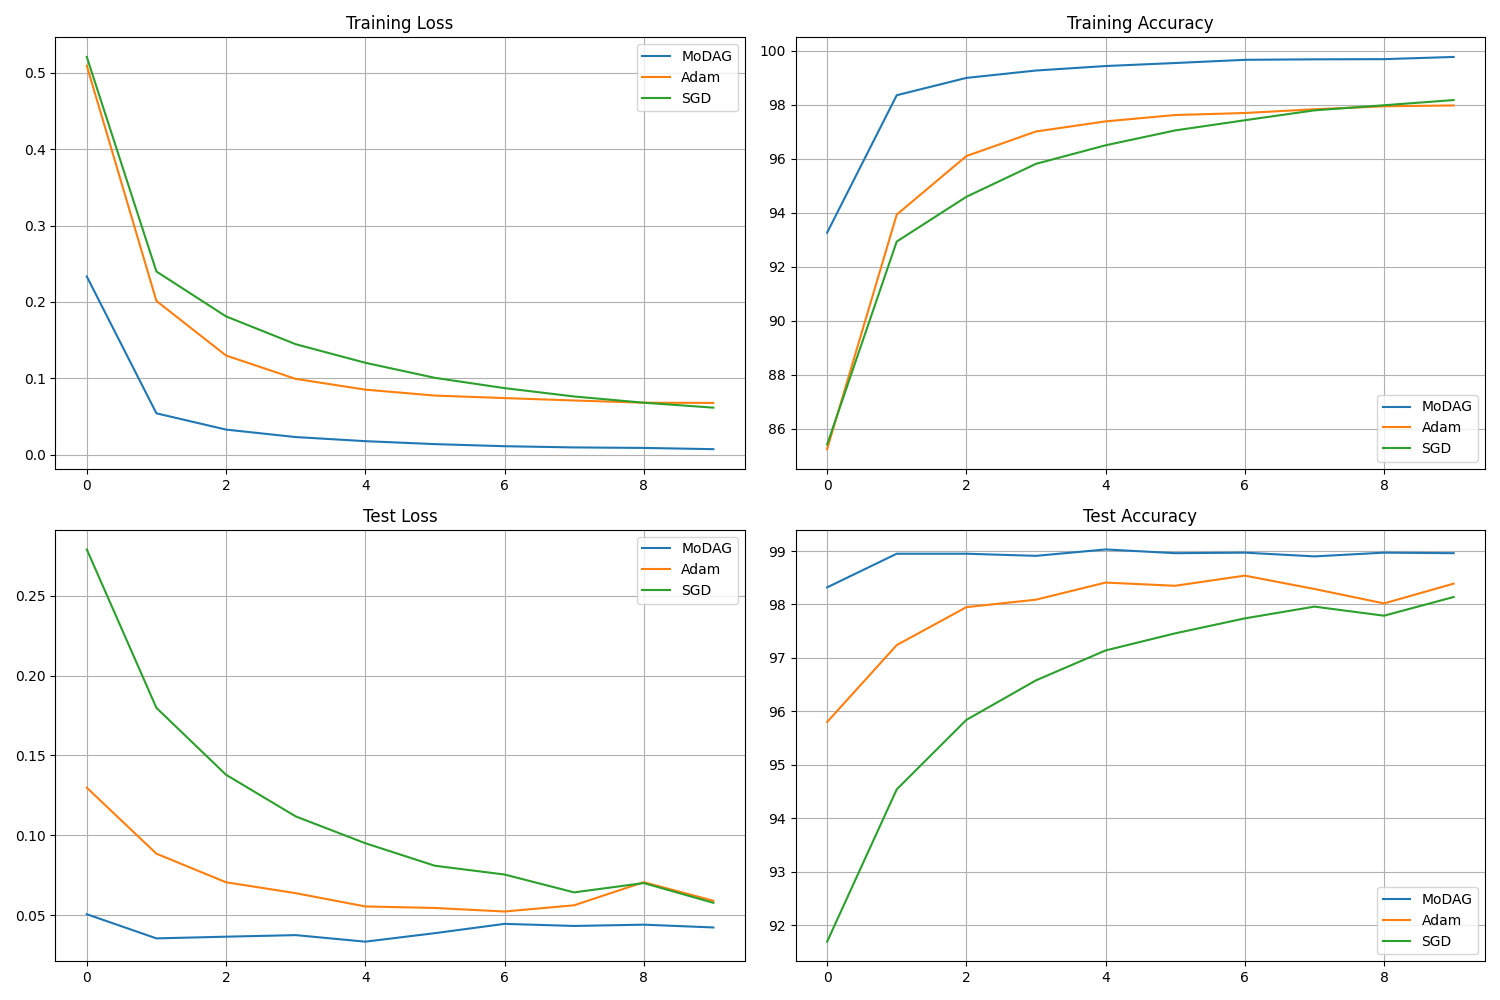 Training Loss
0.5
0.4
0.3
0.2
0.1
0.0
0 2 4 6 8
MoDAG
Adam
SGD
Training Accuracy
100
98
96
94
92
90
88
86
0 2 4 6 8
MoDAG
Adam
SGD
Test Loss
0.25
0.20
0.15
0.10
0.05
0 2 4 6 8
MoDAG
Adam
SGD
Test Accuracy
99
98
97
96
95
94
93
92
0 2 4 6 8
MoDAG
Adam
SGD